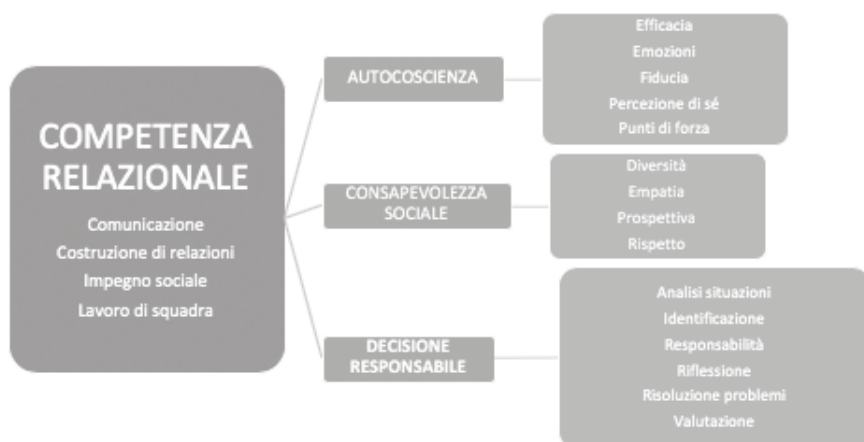 COMPETENZA
RELAZIONALE
Comunicazione
Costruzione di relazioni
Impegno sociale
Lavoro di squadra
AUTOCOSCIENZA
Efficacia
Emozioni
Fiducia
Percezione di sé
Punti di forza
CONSAPEVOLEZZA
SOCIALE
Diversità
Empatia
Prospettiva
Rispetto
DECISIONE
RESPONSABILE
Analisi situazioni
Identificazione
Responsabilità
Riflessione
Risoluzione problemi
Valutazione